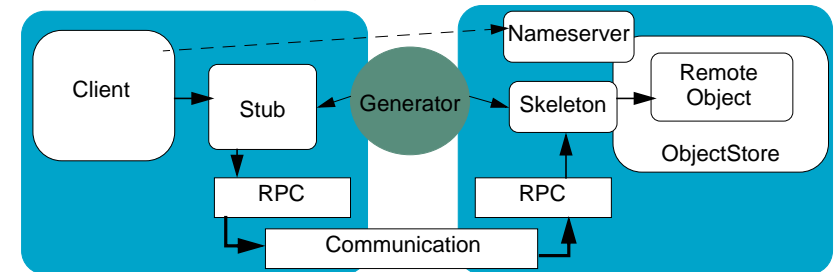 Nameserver
Client
Remote
Object
Stub
Generator
Skeleton
ObjectStore
RPC
RPC
Communication